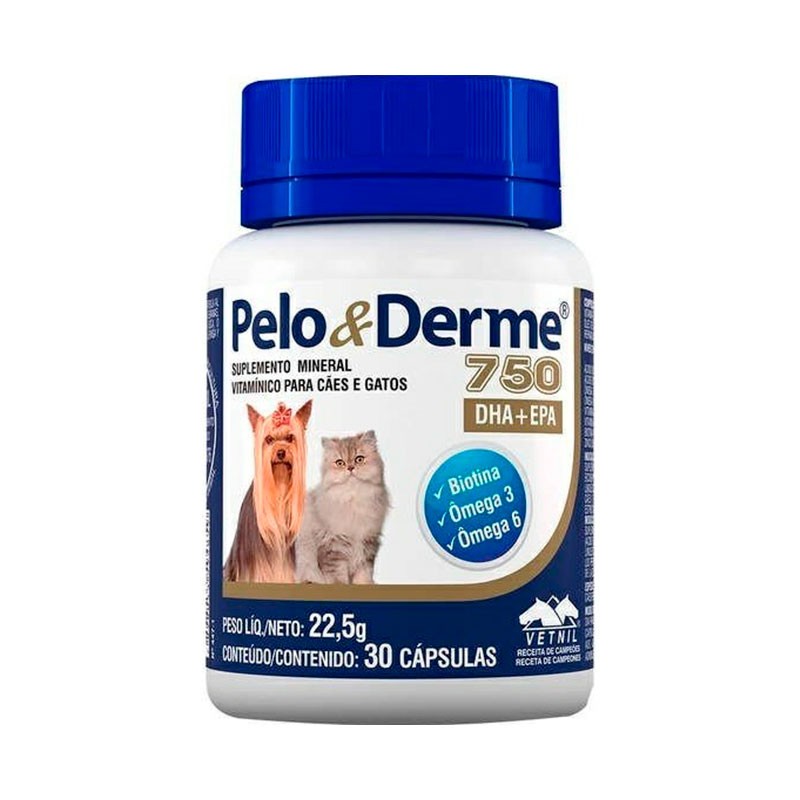 Pelo&Derme®
750
SUPLEMENTO MINERAL
VITAMÍNICO PARA CÃES E GATOS
DHA+EPA
✓ Biotina
✓ Ômega 3
✓ Ômega 6
PESO LÍQ./NETO: 22,5g
CONTEÚDO/CONTENIDO: 30 CÁPSULAS
VETNIL
RECEITA DE CAMPEÕES
RECETA DE CAMPEONES